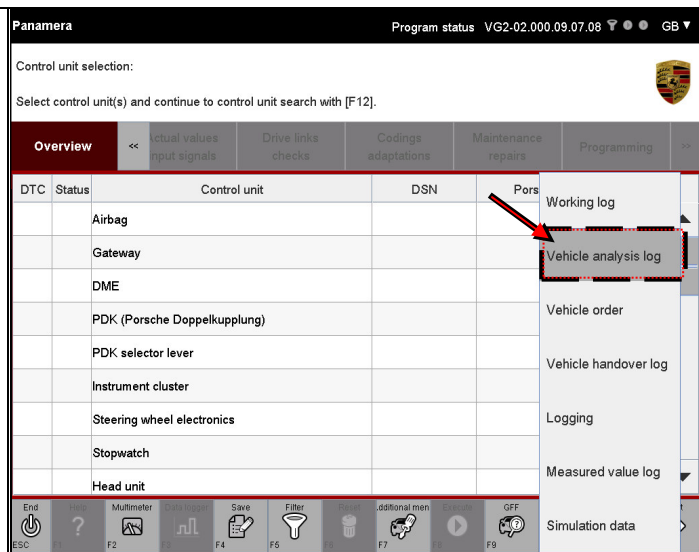 Panamera Program status VG2-02.000.09.07.08 GB ▼
Control unit selection:
Select control unit(s) and continue to control unit search with [F12].
Overview << Actual values Drive links Codings Maintenance Programming >>
input signals checks adaptations repairs
DTC Status Control unit DSN Pors
Airbag
Gateway
DME
PDK (Porsche Doppelkupplung)
PDK selector lever
Instrument cluster
Steering wheel electronics
Stopwatch
Head unit
Working log
Vehicle analysis log
Vehicle order
Vehicle handover log
Logging
Measured value log
Simulation data
End Help Multimeter Data logger Save Filter Reset .dditional men Execute GFF t
ESC F1 F2 F3 F4 F5 F6 F7 F8 F9